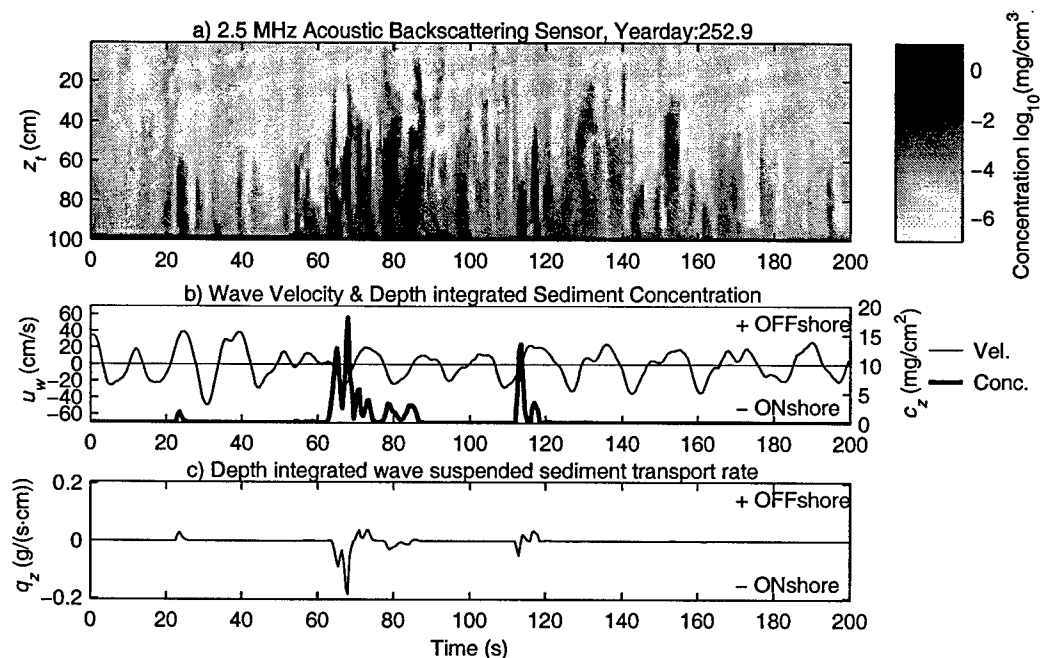 a) 2.5 MHz Acoustic Backscattering Sensor, Yearday:252.9
20
40
60
80
100
z_t (cm)
0 20 40 60 80 100 120 140 160 180 200
0
−2
−4
−6
Concentration log10(mg/cm3)
b) Wave Velocity & Depth integrated Sediment Concentration
60
40
20
0
−20
−40
−60
u_w (cm/s)
+ OFFshore
− ONshore
20
15
10
5
0
c_z (mg/cm2)
Vel.
Conc.
0 20 40 60 80 100 120 140 160 180 200
c) Depth integrated wave suspended sediment transport rate
0.2
0
−0.2
q_z (g/(s·cm))
+ OFFshore
− ONshore
0 20 40 60 80 100 120 140 160 180 200
Time (s)